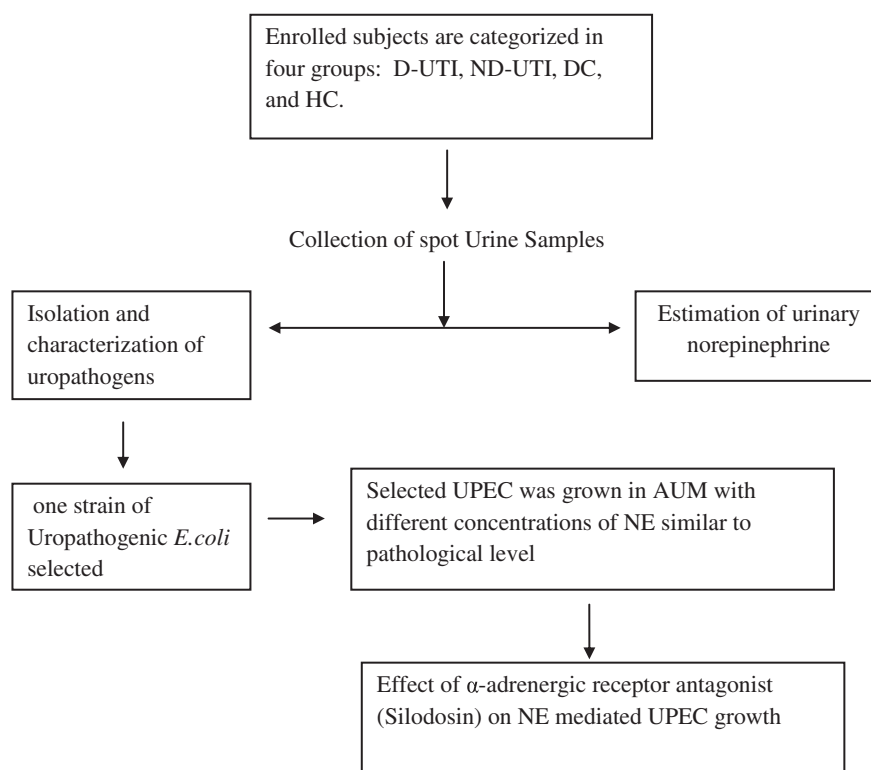 Enrolled subjects are categorized in
four groups: D-UTI, ND-UTI, DC,
and HC.
Collection of spot Urine Samples
Isolation and
characterization of
uropathogens
Estimation of urinary
norepinephrine
one strain of
Uropathogenic E.coli
selected
Selected UPEC was grown in AUM with
different concentrations of NE similar to
pathological level
Effect of α-adrenergic receptor antagonist
(Silodosin) on NE mediated UPEC growth